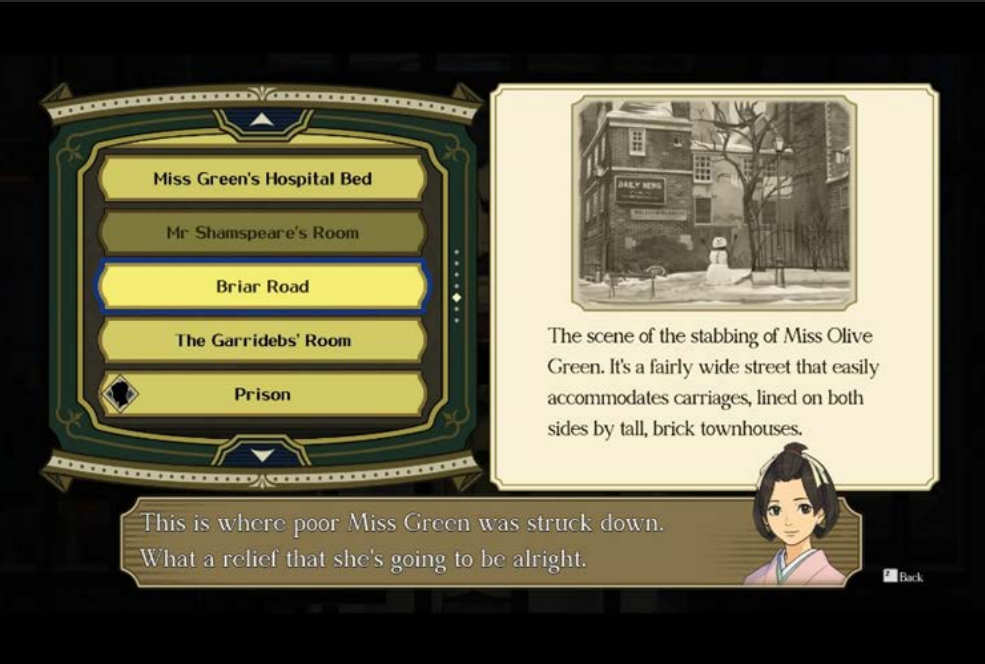 Miss Green's Hospital Bed
Mr Shamspeare's Room
Briar Road
The Garridebs' Room
Prison
DAILY NEWS
The scene of the stabbing of Miss Olive
Green. It's a fairly wide street that easily
accommodates carriages, lined on both
sides by tall, brick townhouses.
This is where poor Miss Green was struck down.
What a relief that she's going to be alright.
Back